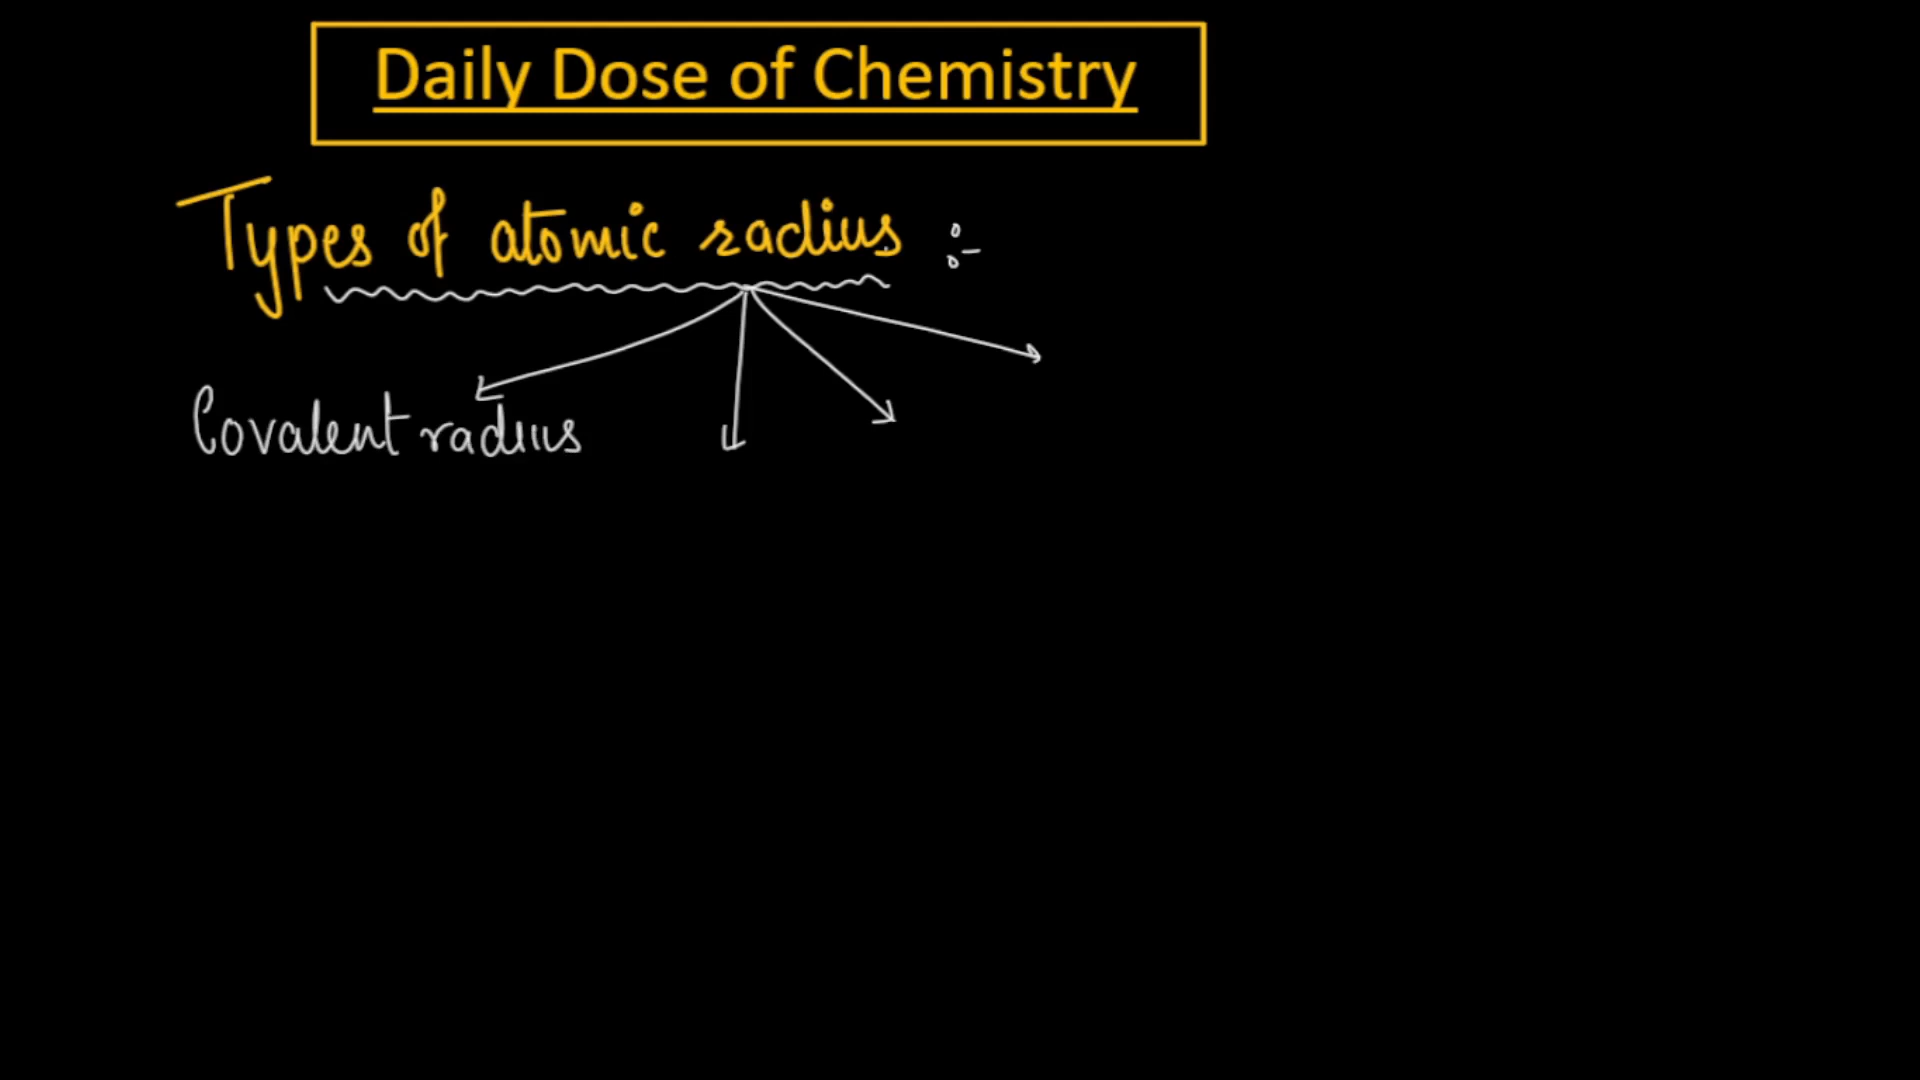 Daily Dose of Chemistry
Types of atomic radius :-
Covalent radius